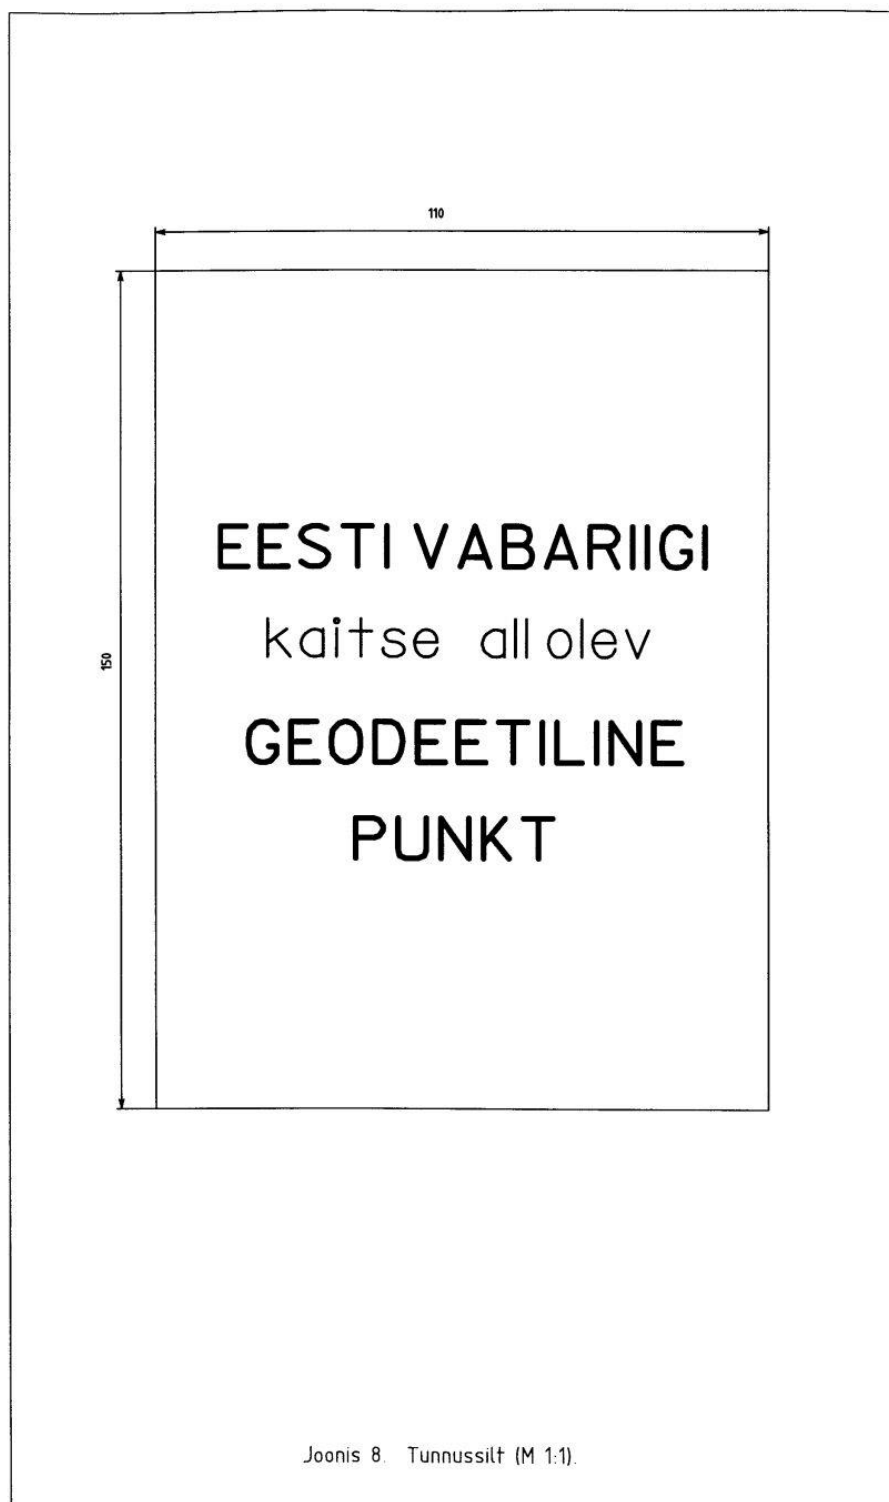 110
150
EESTI VABARIIGI
kaitse all olev
GEODEETILINE
PUNKT
Joonis 8. Tunnussilt (M 1:1).